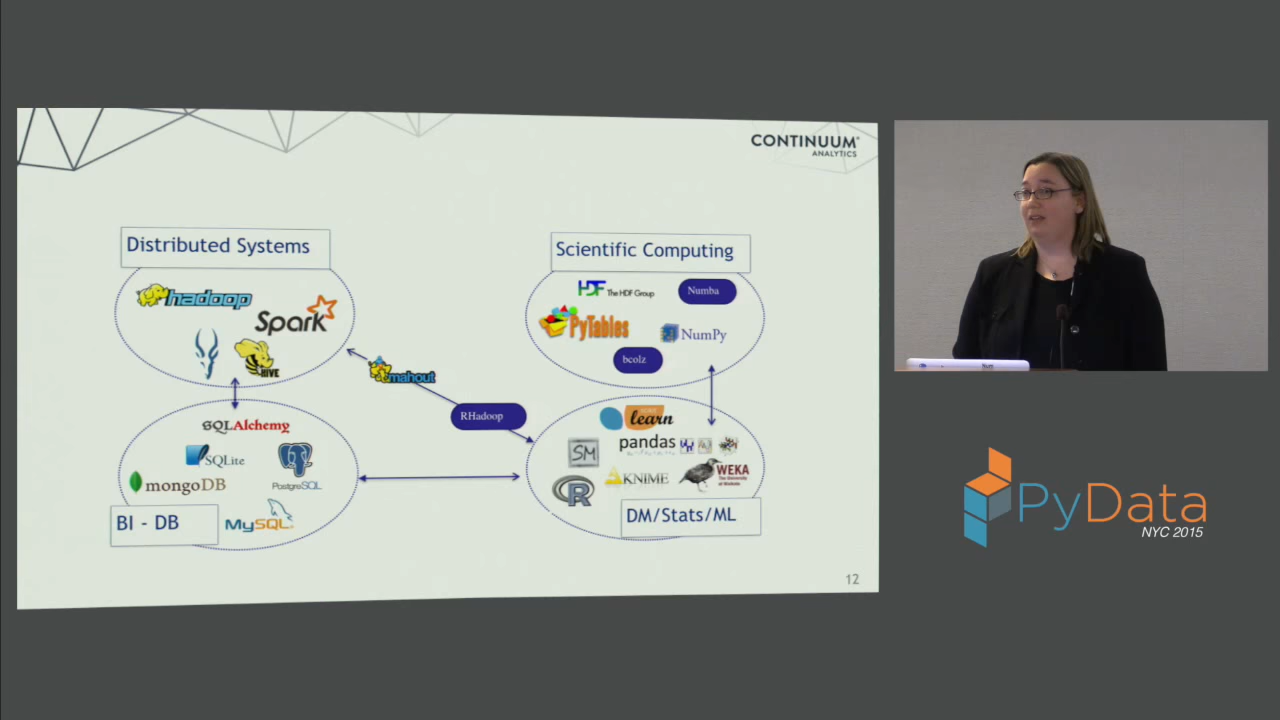 CONTINUUM
ANALYTICS
Distributed Systems
Scientific Computing
hadoop
Spark
HIVE
HDF The HDF Group
Numba
PyTables
NumPy
bcolz
mahout
RHadoop
SQLAlchemy
SQLite
mongoDB
PostgreSQL
MySQL
BI - DB
learn
pandas
SM
KNIME
WEKA
The University
of Waikato
R
DM/Stats/ML
12
PyData
NYC 2015